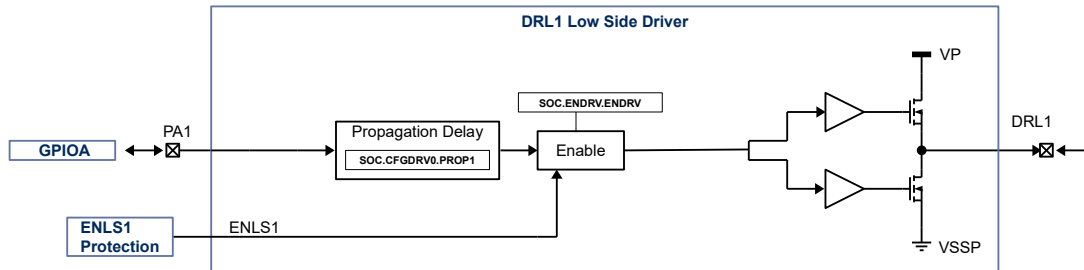 DRL1 Low Side Driver
VP
SOC.ENDRV.ENDRV
PA1
DRL1
Propagation Delay
GPIOA
Enable
SOC.CFGDRV0.PROP1
ENLS1
Protection
ENLS1
VSSP